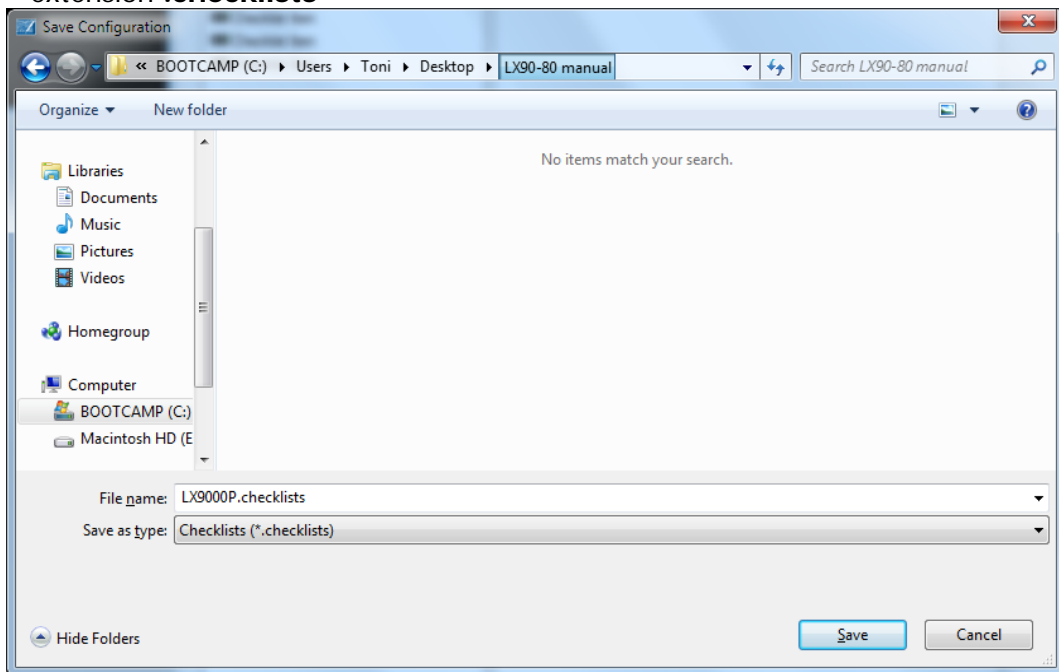 extension .checklists
Save Configuration
« BOOTCAMP (C:) Users Toni Desktop LX90-80 manual
Search LX90-80 manual
Organize New folder
No items match your search.
Libraries
Documents
Music
Pictures
Videos
Homegroup
Computer
BOOTCAMP (C:)
Macintosh HD (E
File name: LX9000P.checklists
Save as type: Checklists (*.checklists)
Hide Folders
Save Cancel